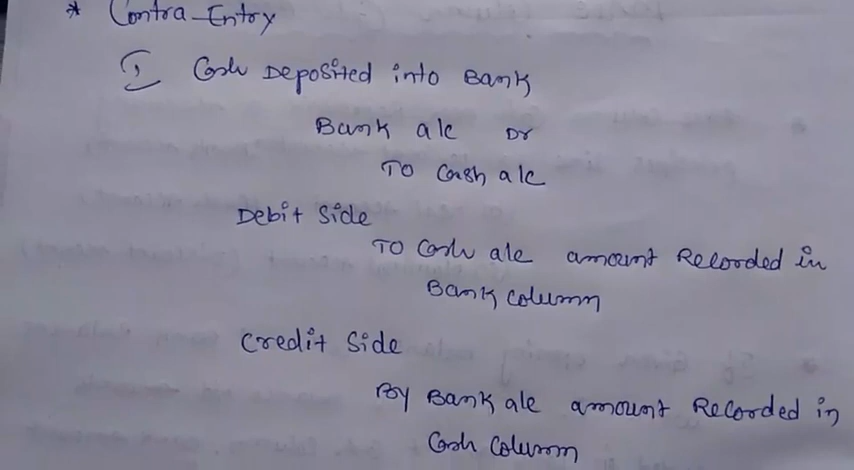 * Contra-Entry
① Cash Deposited into Bank
Bank a/c Dr
To Cash a/c
Debit Side
To Cash a/c amount Recorded in
Bank column
Credit Side
By Bank a/c amount Recorded in
Cash Column